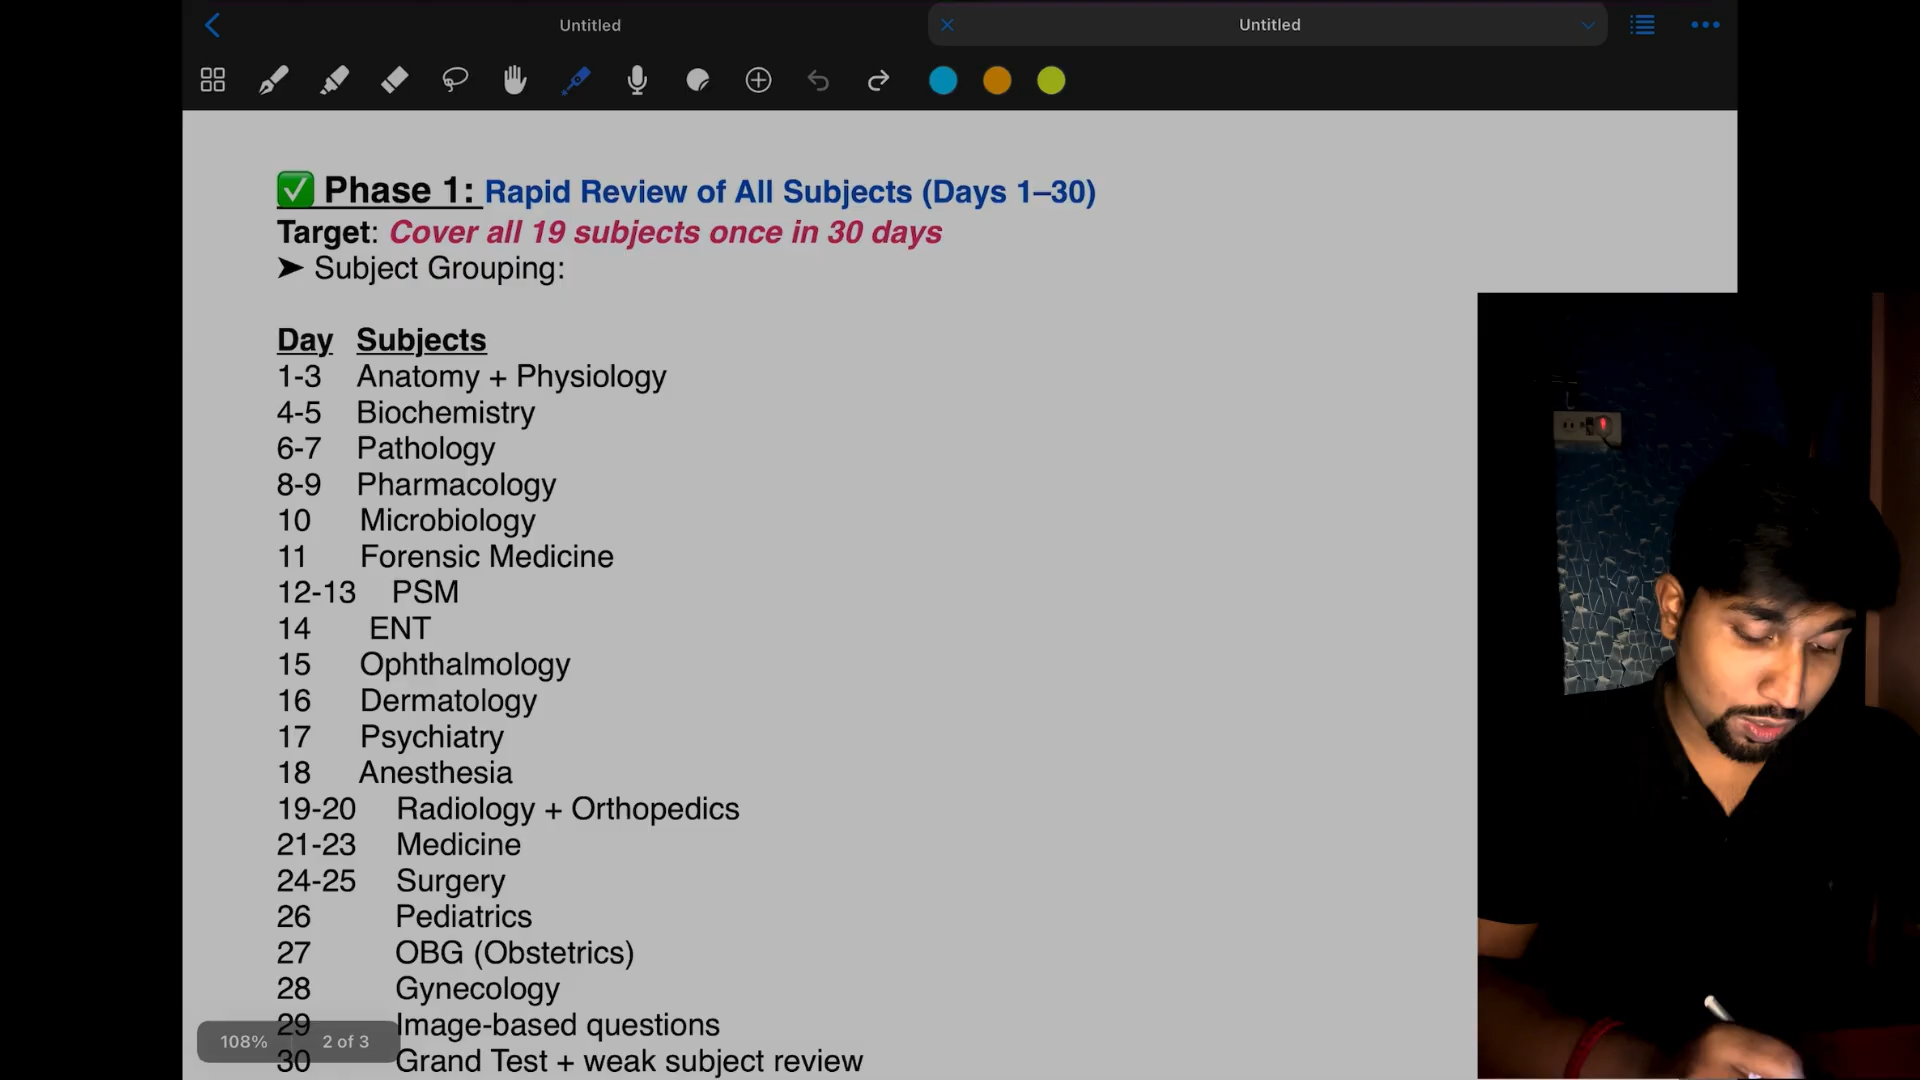 Untitled
Untitled
✅ Phase 1: Rapid Review of All Subjects (Days 1–30)
Target: Cover all 19 subjects once in 30 days
➤ Subject Grouping:
Day Subjects
1-3 Anatomy + Physiology
4-5 Biochemistry
6-7 Pathology
8-9 Pharmacology
10 Microbiology
11 Forensic Medicine
12-13 PSM
14 ENT
15 Ophthalmology
16 Dermatology
17 Psychiatry
18 Anesthesia
19-20 Radiology + Orthopedics
21-23 Medicine
24-25 Surgery
26 Pediatrics
27 OBG (Obstetrics)
28 Gynecology
29 Image-based questions
108% 2 of 3
30 Grand Test + weak subject review